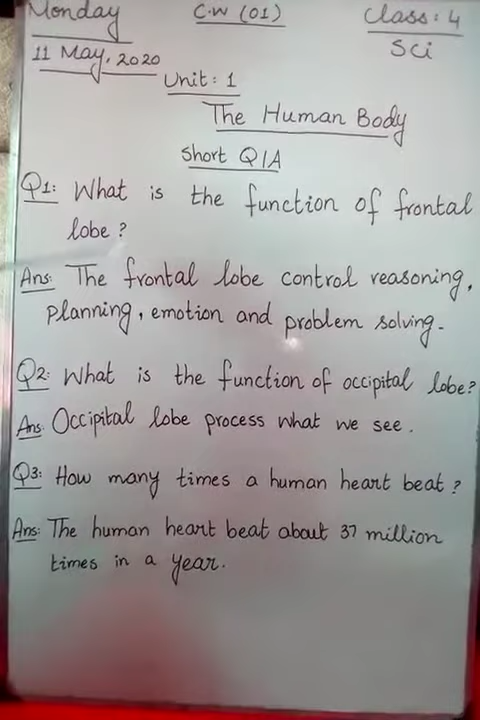 Monday C.W (01) Class: 4
11 May, 2020 Sci
Unit: 1
The Human Body
Short Q/A
Q1: What is the function of frontal
lobe?
Ans: The frontal lobe control reasoning,
planning, emotion and problem solving.
Q2: What is the function of occipital lobe?
Ans: Occipital lobe process what we see.
Q3: How many times a human heart beat?
Ans: The human heart beat about 37 million
times in a year.